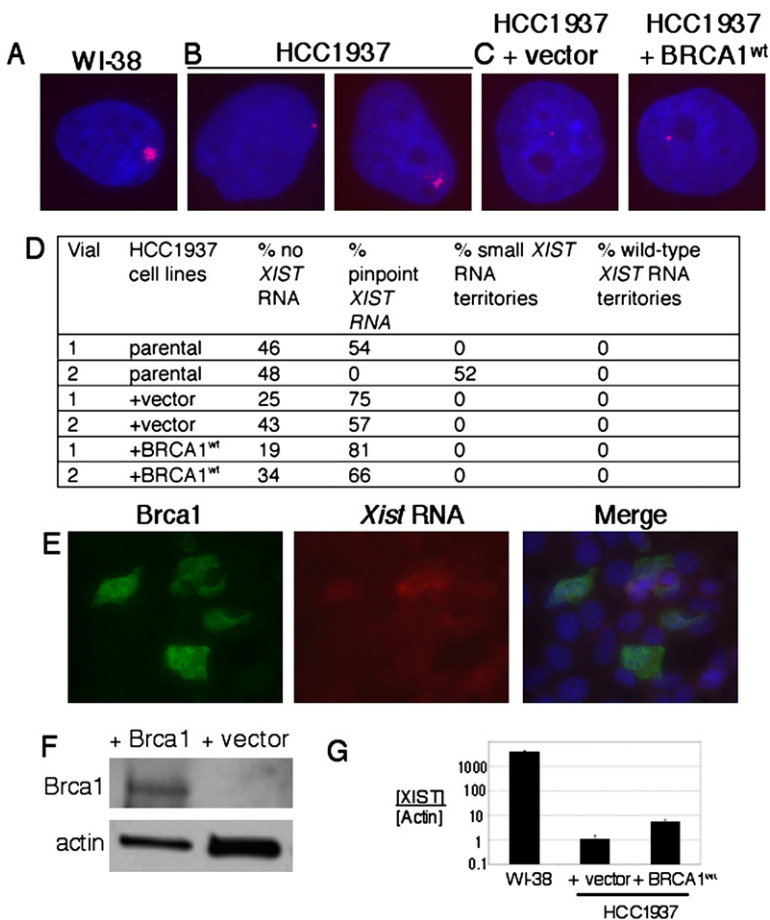 A WI-38
B HCC1937
C HCC1937 + vector
HCC1937 + BRCA1ʷᵗ
D
Vial HCC1937 cell lines % no XIST RNA % pinpoint XIST RNA % small XIST RNA territories % wild-type XIST RNA territories
1 parental 46 54 0 0
2 parental 48 0 52 0
1 +vector 25 75 0 0
2 +vector 43 57 0 0
1 +BRCA1ʷᵗ 19 81 0 0
2 +BRCA1ʷᵗ 34 66 0 0
E Brca1 Xist RNA Merge
F + Brca1 + vector
Brca1
actin
G
[XIST]
[Actin]
1000
100
10
1
0.1
WI-38 + vector + BRCA1ʷᵗ
HCC1937